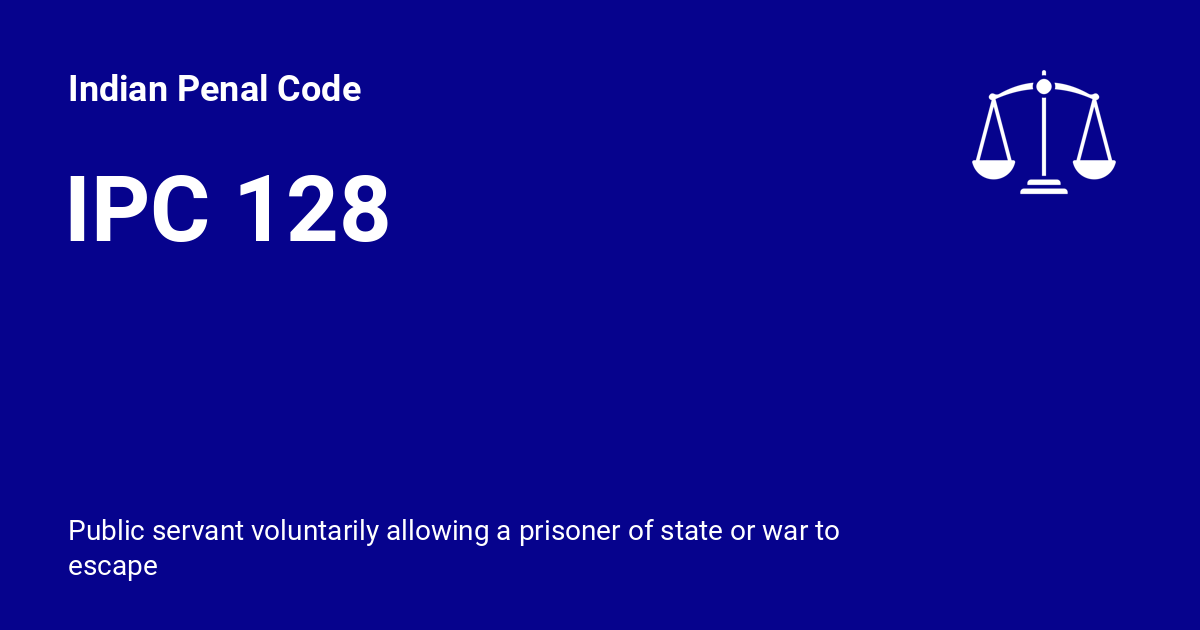 Indian Penal Code
IPC 128
Public servant voluntarily allowing a prisoner of state or war to
escape